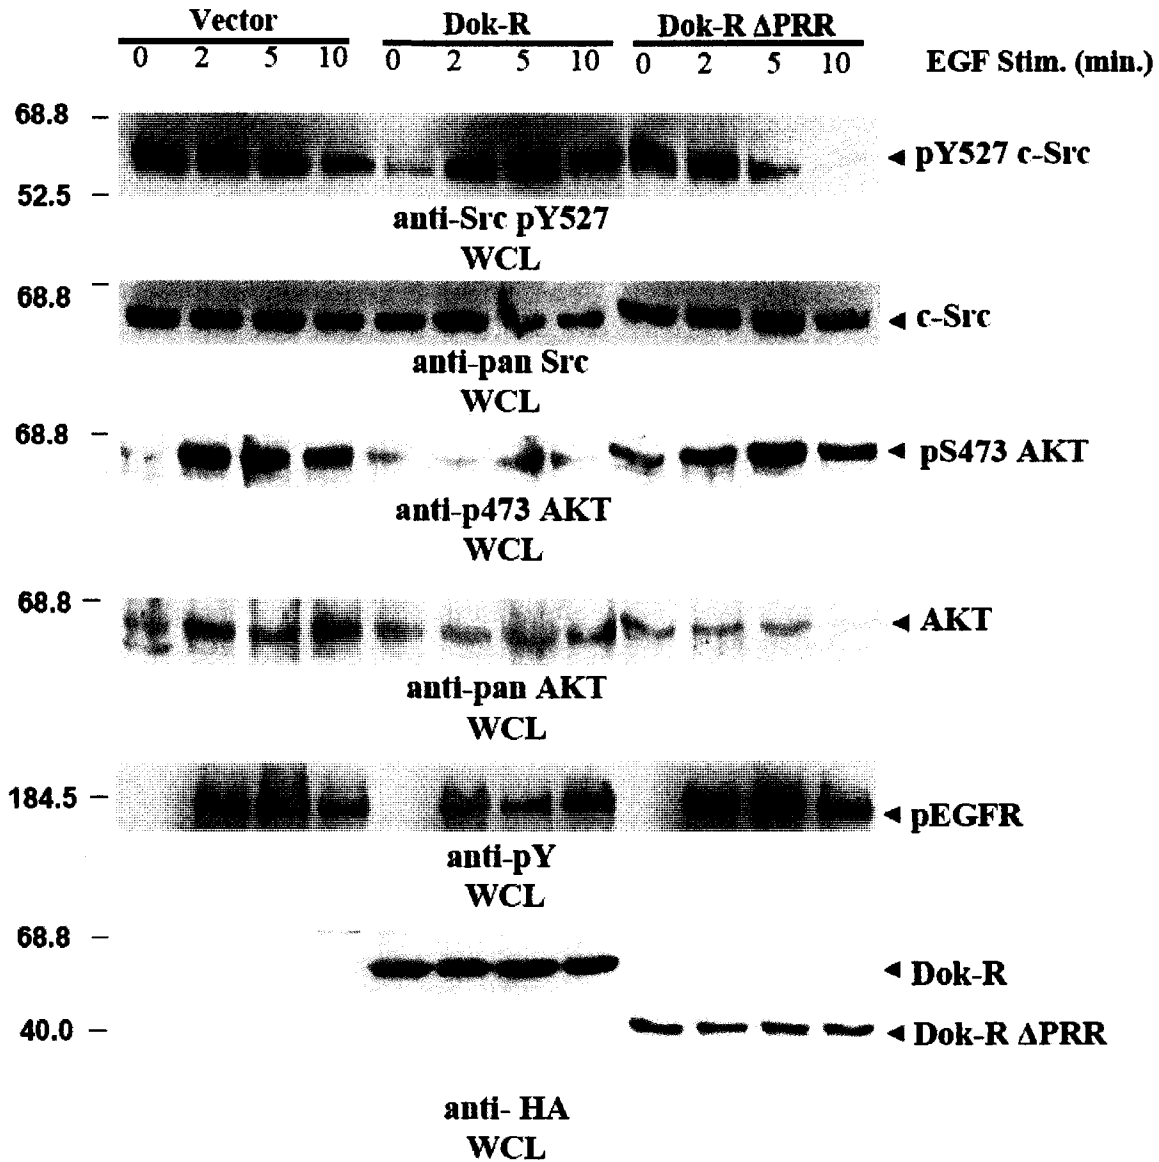 Vector Dok-R Dok-R ΔPRR
0 2 5 10 0 2 5 10 0 2 5 10 EGF Stim. (min.)
68.8
pY527 c-Src
52.5
anti-Src pY527
WCL
68.8
c-Src
anti-pan Src
WCL
68.8
pS473 AKT
anti-p473 AKT
WCL
68.8
AKT
anti-pan AKT
WCL
184.5
pEGFR
anti-pY
WCL
68.8
Dok-R
40.0
Dok-R ΔPRR
anti- HA
WCL